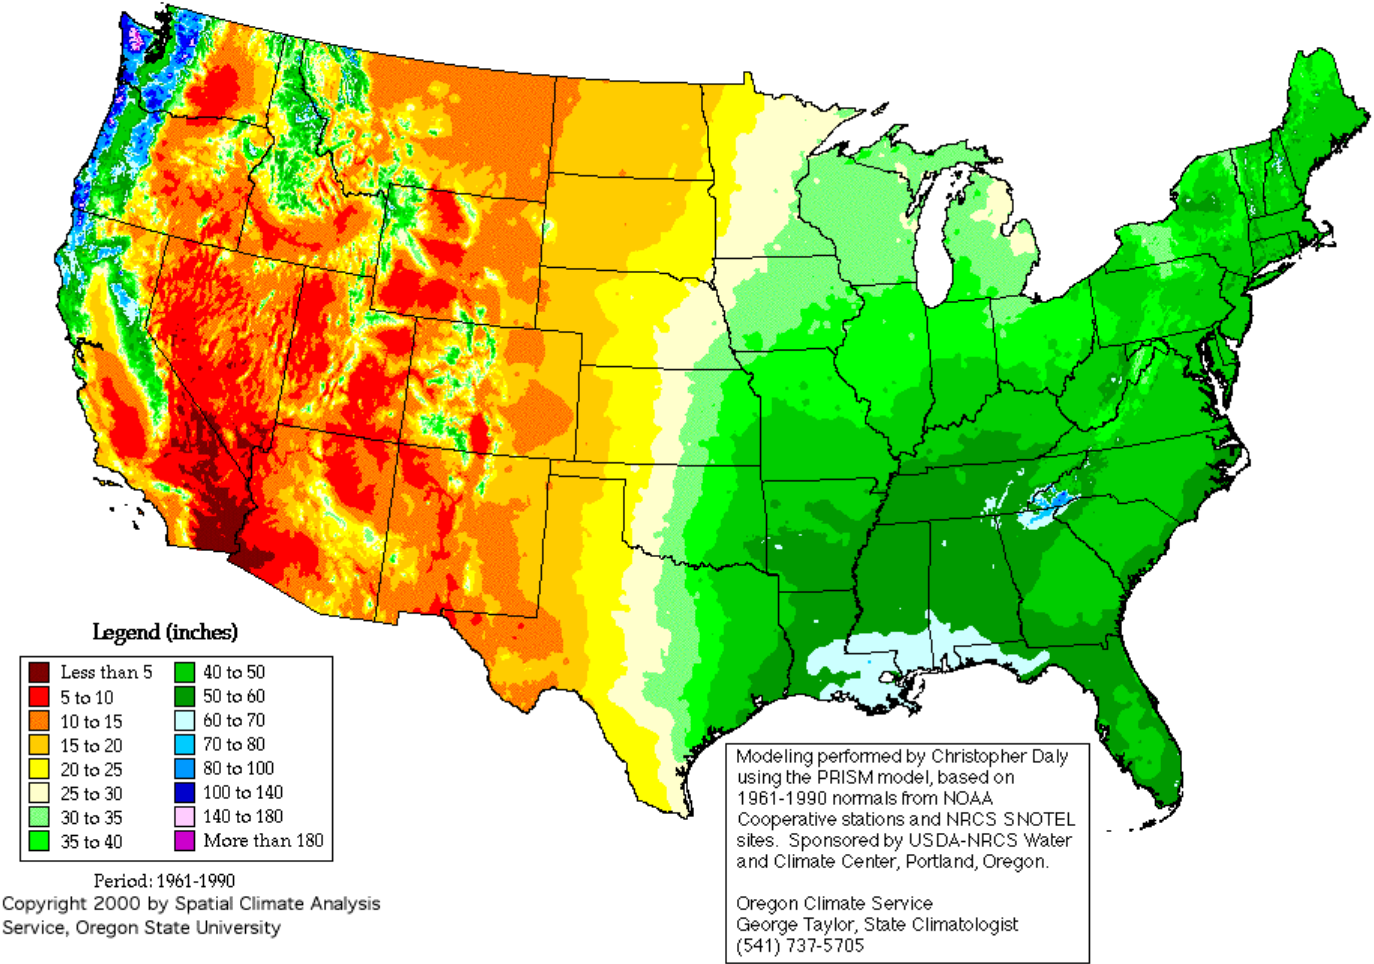 Legend (inches)
Less than 5
5 to 10
10 to 15
15 to 20
20 to 25
25 to 30
30 to 35
35 to 40
40 to 50
50 to 60
60 to 70
70 to 80
80 to 100
100 to 140
140 to 180
More than 180
Period: 1961-1990
Copyright 2000 by Spatial Climate Analysis
Service, Oregon State University
Modeling performed by Christopher Daly
using the PRISM model, based on
1961-1990 normals from NOAA
Cooperative stations and NRCS SNOTEL
sites. Sponsored by USDA-NRCS Water
and Climate Center, Portland, Oregon.
Oregon Climate Service
George Taylor, State Climatologist
(541) 737-5705